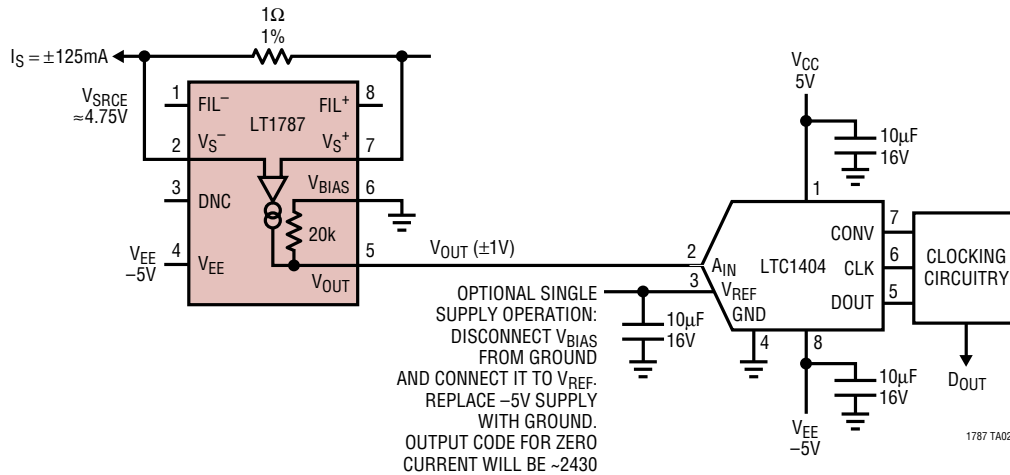 1Ω
1%
I_S = ±125mA
V_SRCE
≈4.75V
1
FIL⁻
FIL⁺
8
LT1787
2
V_S⁻
V_S⁺
7
3
DNC
V_BIAS
6
20k
V_EE
–5V
4
V_EE
V_OUT
5
V_OUT (±1V)
V_CC
5V
10µF
16V
1
2
A_IN
LTC1404
CONV
7
CLK
6
DOUT
5
CLOCKING
CIRCUITRY
3
V_REF
GND
4
8
10µF
16V
10µF
16V
V_EE
–5V
D_OUT
OPTIONAL SINGLE
SUPPLY OPERATION:
DISCONNECT V_BIAS
FROM GROUND
AND CONNECT IT TO V_REF.
REPLACE –5V SUPPLY
WITH GROUND.
OUTPUT CODE FOR ZERO
CURRENT WILL BE ~2430
1787 TA02